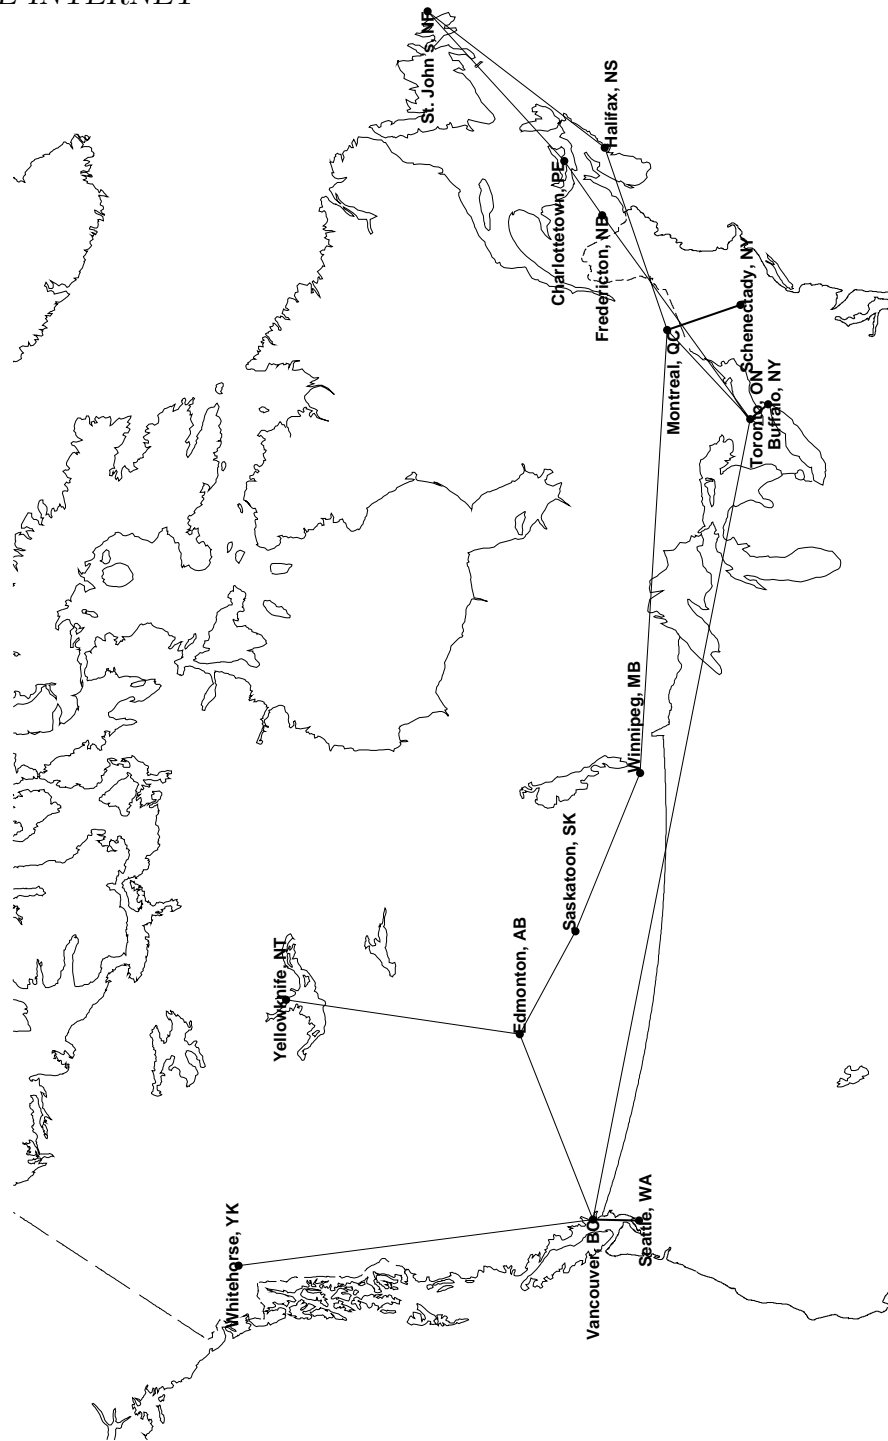 E INTERNET
Whitehorse, YK
Yellowknife, NT
St. John's, NF
Edmonton, AB
Charlottetown, PE
Saskatoon, SK
Vancouver, BC
Fredericton, NB
Halifax, NS
Winnipeg, MB
Seattle, WA
Montreal, QC
Schenectady, NY
Toronto, ON
Buffalo, NY